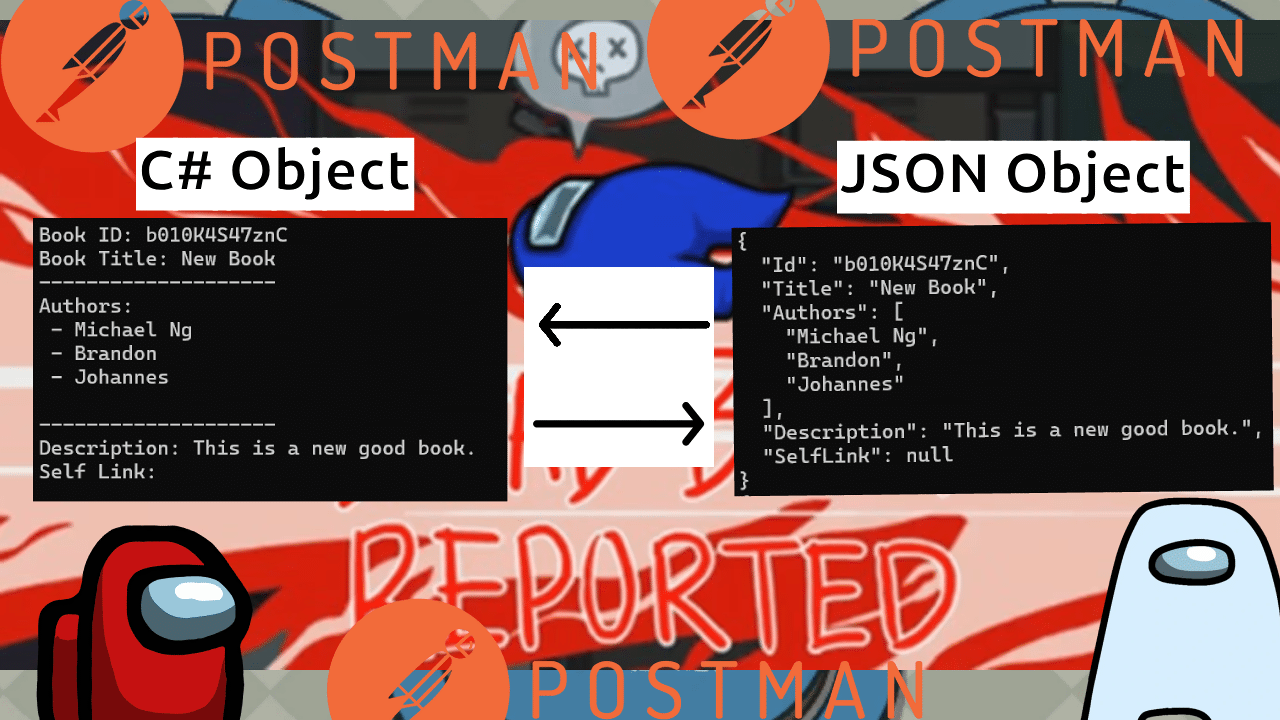 POSTMAN
POSTMAN
C# Object
JSON Object
Book ID: b010K4S47znC
Book Title: New Book
--------------------
Authors:
- Michael Ng
- Brandon
- Johannes
--------------------
Description: This is a new good book.
Self Link:
{
"Id": "b010K4S47znC",
"Title": "New Book",
"Authors": [
"Michael Ng",
"Brandon",
"Johannes"
],
"Description": "This is a new good book.",
"SelfLink": null
}
REPORTED
POSTMAN